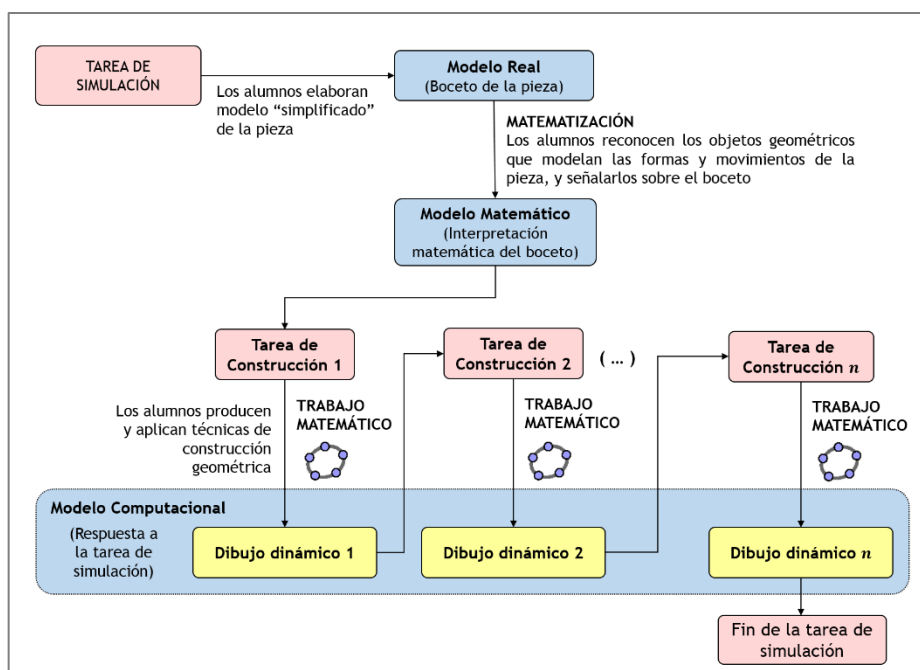 TAREA DE
SIMULACIÓN
Los alumnos elaboran
modelo “simplificado”
de la pieza
Modelo Real
(Boceto de la pieza)
MATEMATIZACIÓN
Los alumnos reconocen los objetos geométricos
que modelan las formas y movimientos de la
pieza, y señalarlos sobre el boceto
Modelo Matemático
(Interpretación
matemática del boceto)
Tarea de
Construcción 1
Tarea de
Construcción 2
( ... )
Tarea de
Construcción n
Los alumnos producen
y aplican técnicas de
construcción
geométrica
TRABAJO
MATEMÁTICO
TRABAJO
MATEMÁTICO
TRABAJO
MATEMÁTICO
Modelo Computacional
(Respuesta a
la tarea de
simulación)
Dibujo dinámico 1
Dibujo dinámico 2
Dibujo dinámico n
Fin de la tarea de
simulación